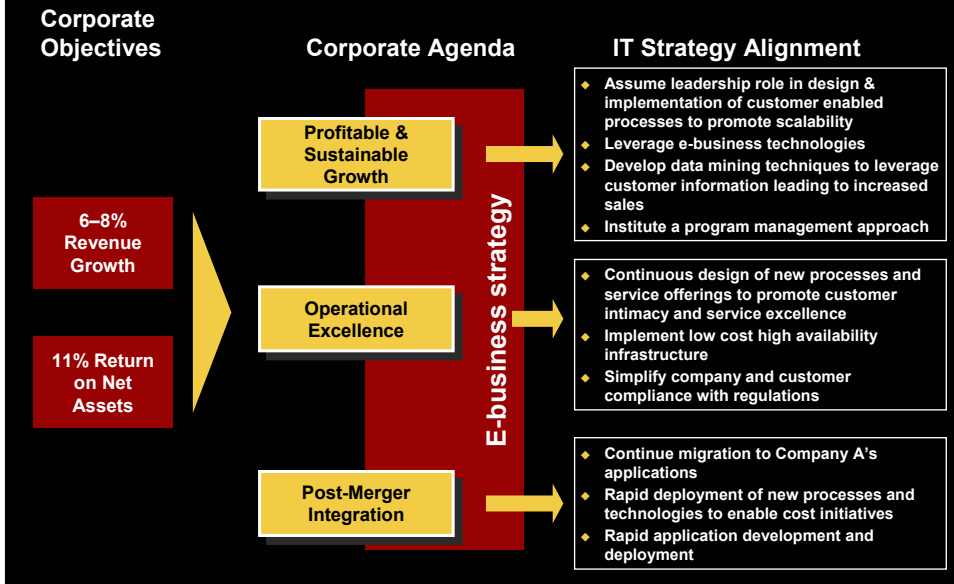 Corporate
Objectives
Corporate Agenda
IT Strategy Alignment
6–8%
Revenue
Growth
11% Return
on Net
Assets
Profitable &
Sustainable
Growth
Operational
Excellence
Post-Merger
Integration
E-business strategy
◆ Assume leadership role in design &
implementation of customer enabled
processes to promote scalability
◆ Leverage e-business technologies
◆ Develop data mining techniques to leverage
customer information leading to increased
sales
◆ Institute a program management approach
◆ Continuous design of new processes and
service offerings to promote customer
intimacy and service excellence
◆ Implement low cost high availability
infrastructure
◆ Simplify company and customer
compliance with regulations
◆ Continue migration to Company A's
applications
◆ Rapid deployment of new processes and
technologies to enable cost initiatives
◆ Rapid application development and
deployment